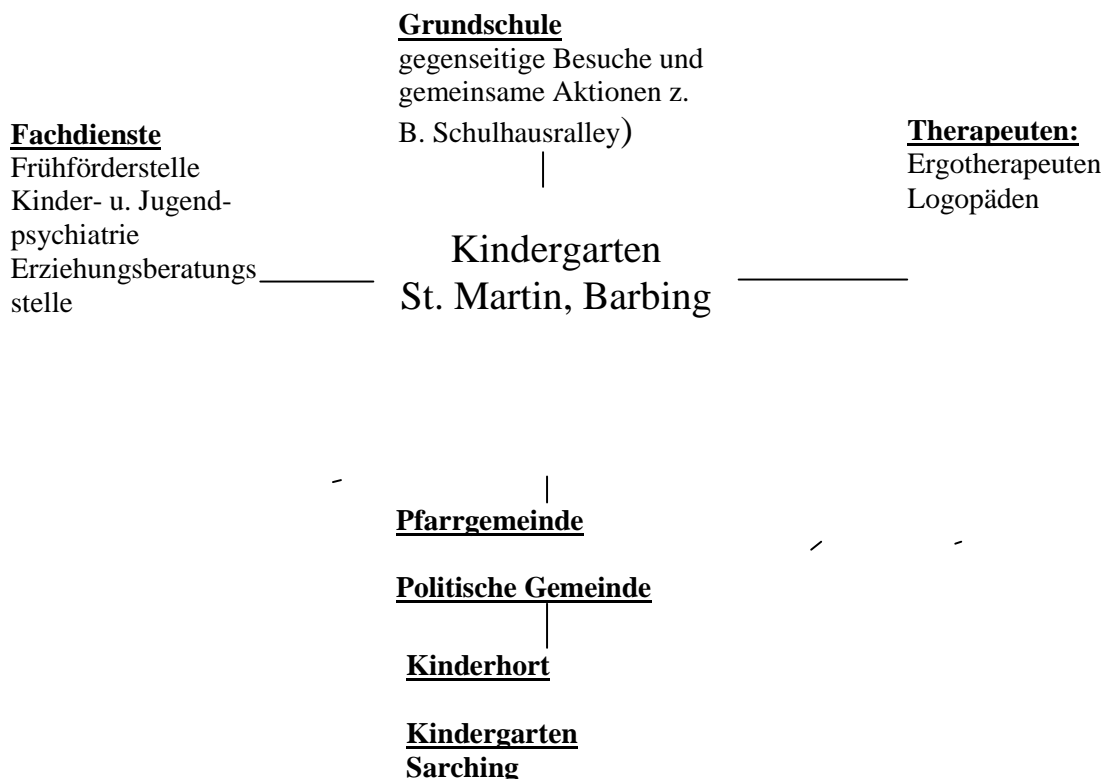 Grundschule
gegenseitige Besuche und
gemeinsame Aktionen z.
B. Schulhausralley)
Fachdienste
Frühförderstelle
Kinder- u. Jugend-
psychiatrie
Erziehungsberatungs
stelle
Therapeuten:
Ergotherapeuten
Logopäden
Kindergarten
St. Martin, Barbing
Pfarrgemeinde
Politische Gemeinde
Kinderhort
Kindergarten
Sarching